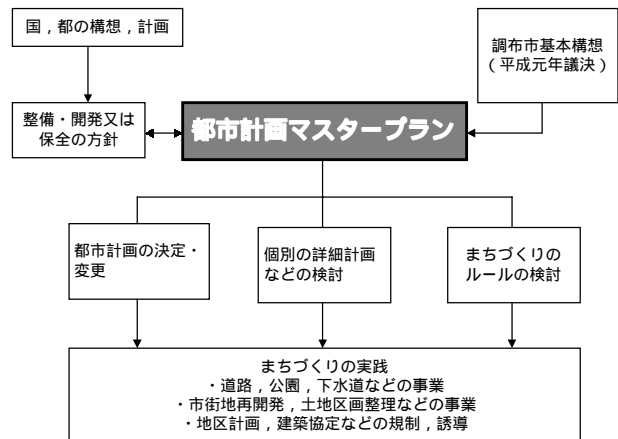 国，都の構想，計画
調布市基本構想
（平成元年議決）
整備・開発又は
保全の方針
都市計画マスタープラン
都市計画の決定・
変更
個別の詳細計画
などの検討
まちづくりの
ルールの検討
まちづくりの実践
・道路，公園，下水道などの事業
・市街地再開発，土地区画整理などの事業
・地区計画，建築協定などの規制，誘導